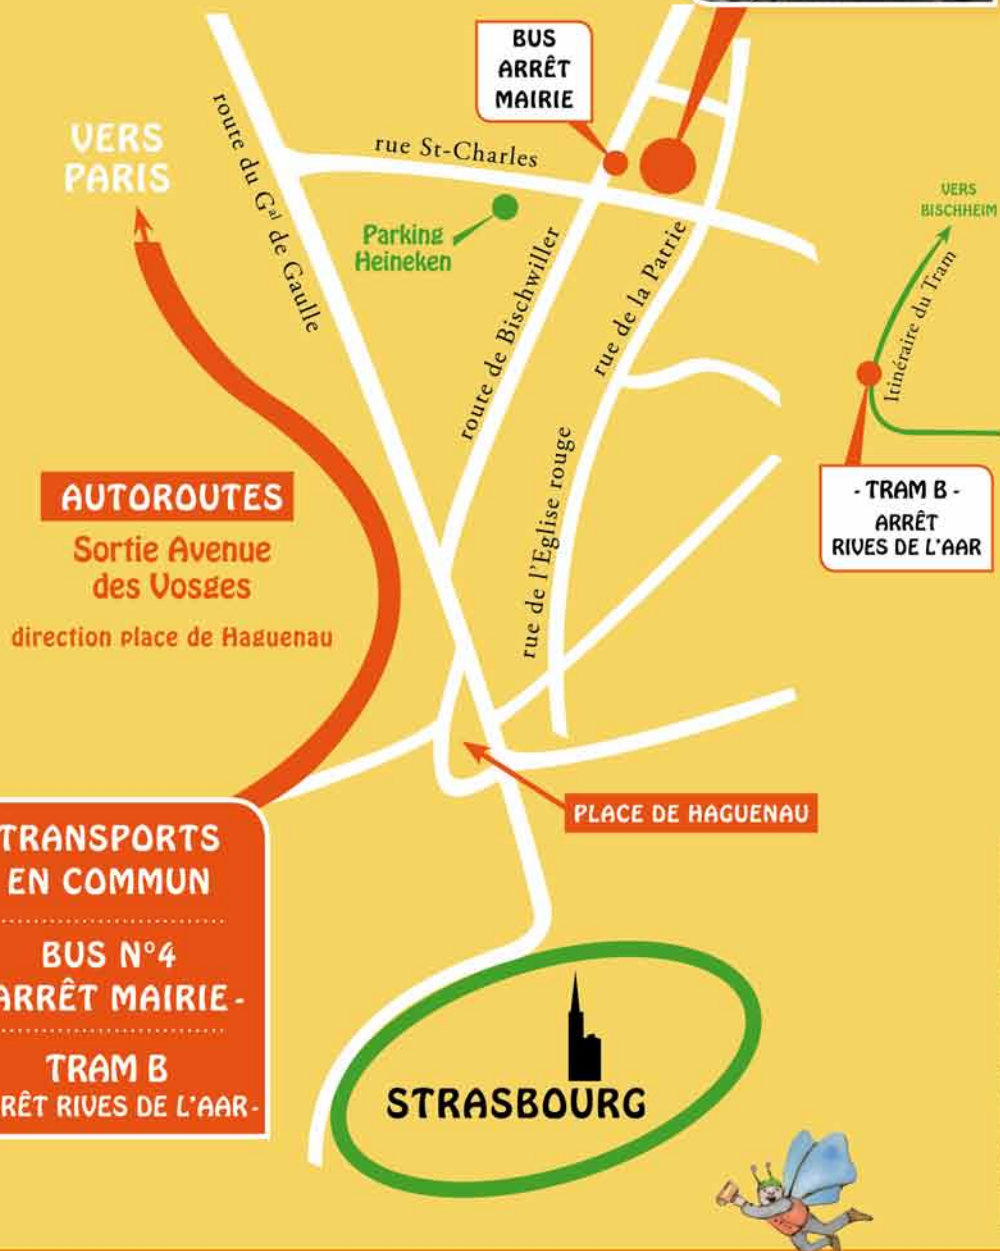 BUS
ARRÊT
MAIRIE
VERS
PARIS
route du Gal de Gaulle
rue St-Charles
Parking
Heineken
route de Bischwiller
rue de la Patrie
VERS
BISCHHEIM
Itinéraire du Tram
- TRAM B -
ARRÊT
RIVES DE L'AAR
AUTOROUTES
Sortie Avenue
des Vosges
direction place de Haguenau
rue de l'Eglise rouge
PLACE DE HAGUENAU
TRANSPORTS
EN COMMUN
BUS N°4
ARRÊT MAIRIE -
TRAM B
RÊT RIVES DE L'AAR -
STRASBOURG